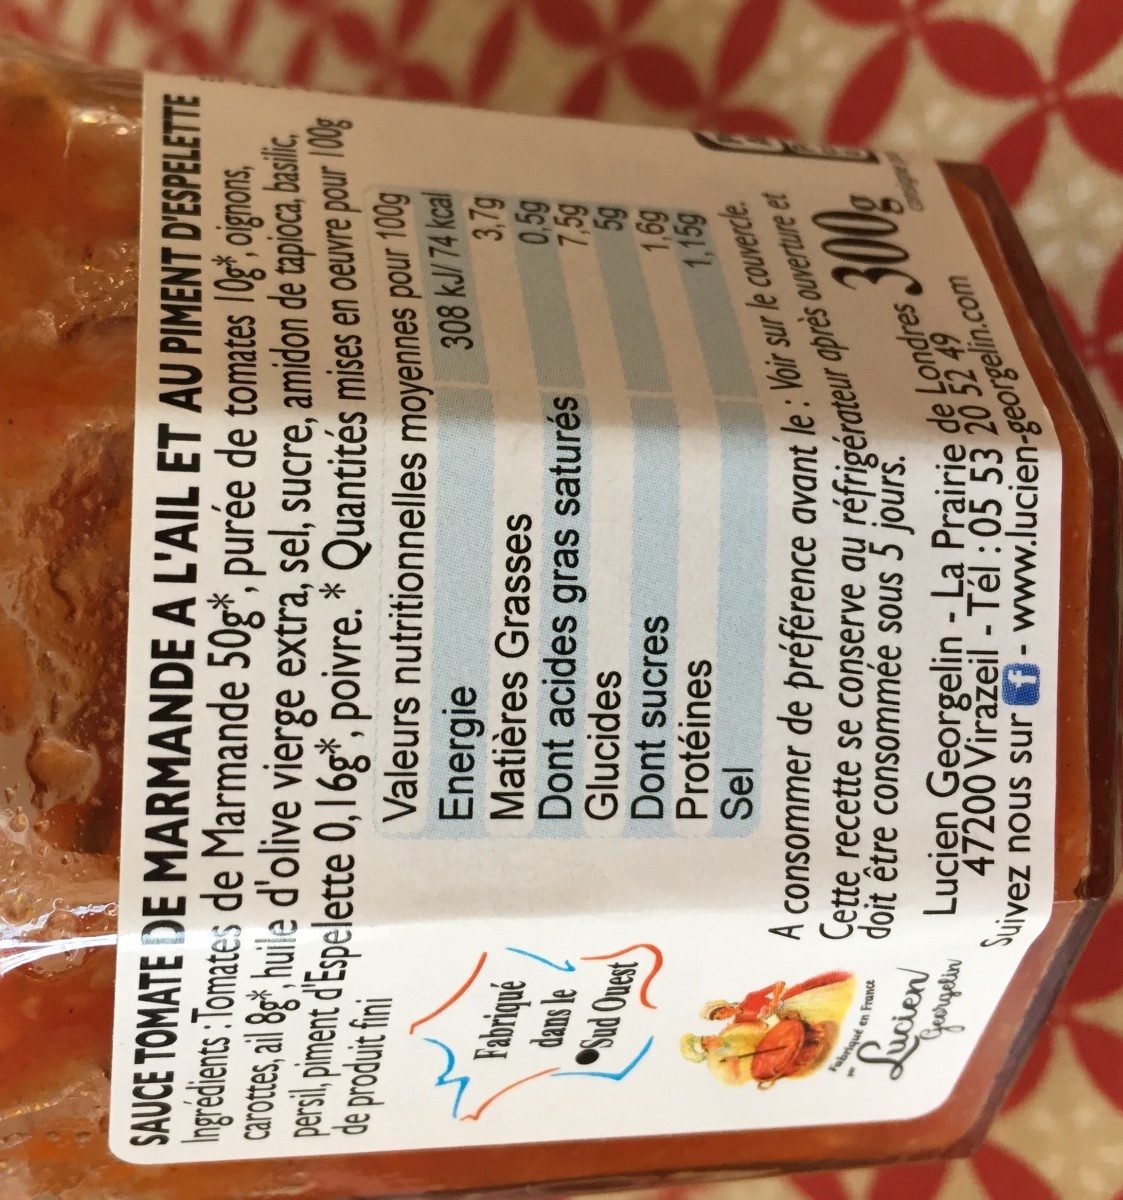 SAUCE TOMATE DE MARMANDE A L'AIL ET AU PIMENT D'ESPELETTE
Ingrédients : Tomates de Marmande 50g*, purée de tomates 10g*, oignons,
carottes, ail 8g*, huile d'olive vierge extra, sel, sucre, amidon de tapioca, basilic,
persil, piment d'Espelette 0,16g*, poivre. * Quantités mises en oeuvre pour 100g
de produit fini
Valeurs nutritionnelles moyennes pour 100g
Energie 308 kJ/ 74 kcal
Matières Grasses 3,7g
Dont acides gras saturés 0,5g
Glucides 7,5g
Dont sucres 5g
Protéines 1,6g
Sel 1,15g
Fabriqué
dans le
Sud Ouest
A consommer de préférence avant le : Voir sur le couvercle.
Cette recette se conserve au réfrigérateur après ouverture et
doit être consommée sous 5 jours.
300g
Lucien Georgelin - La Prairie de Londres
47200 Virazeil - Tél : 05 53 20 52 49
Suivez nous sur f - www.lucien-georgelin.com
Fabriqué en France
Lucien
Georgelin